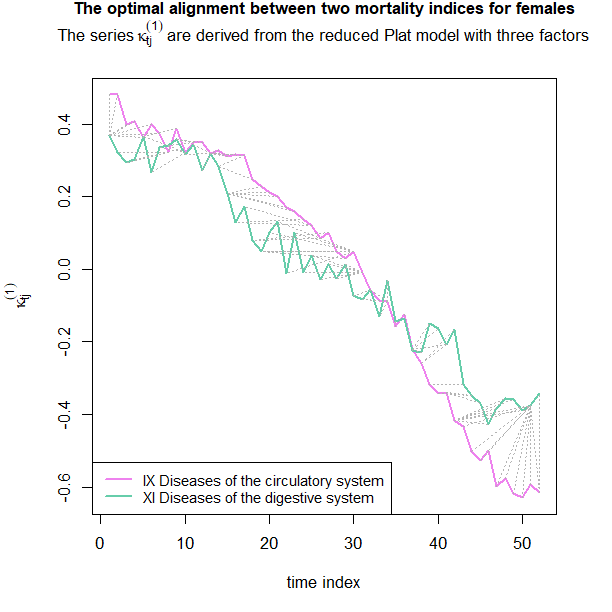 The optimal alignment between two mortality indices for females
The series κ_tj^(1) are derived from the reduced Plat model with three factors
κ_tj^(1)
0.4
0.2
0.0
-0.2
-0.4
-0.6
IX Diseases of the circulatory system
XI Diseases of the digestive system
0 10 20 30 40 50
time index